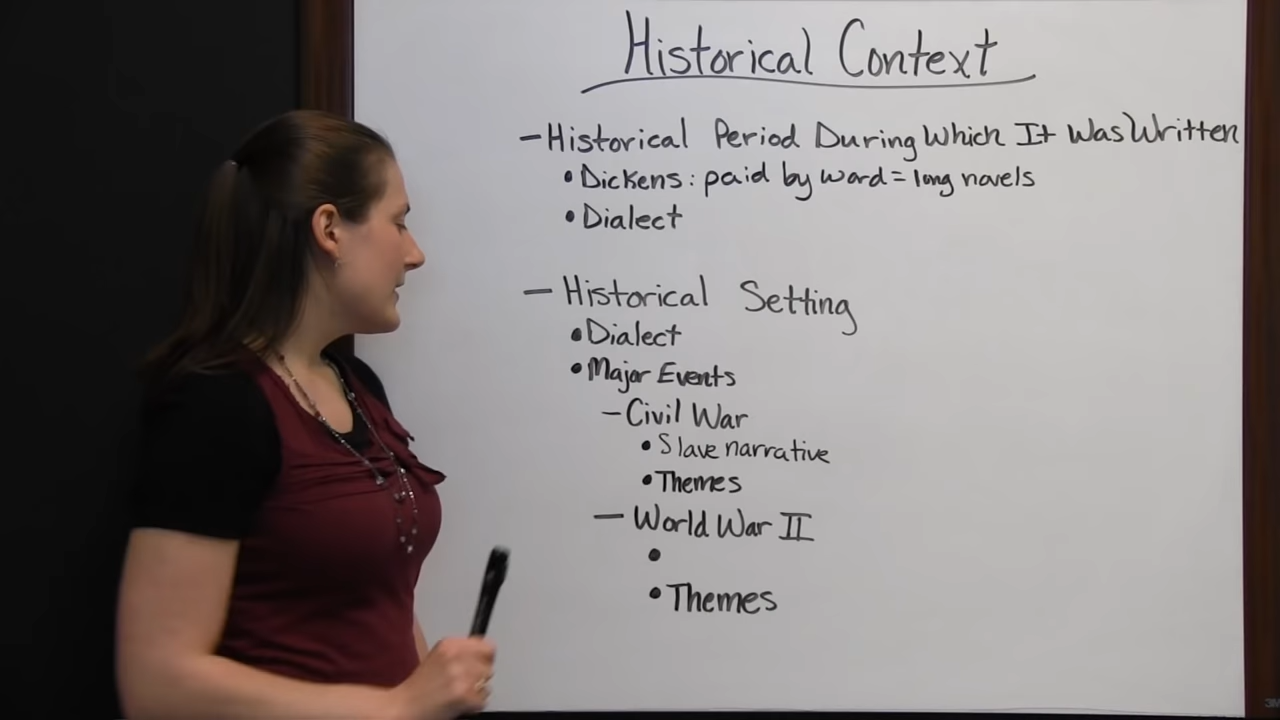 Historical Context
- Historical Period During Which It Was Written
• Dickens: paid by word = long novels
• Dialect
- Historical Setting
• Dialect
• Major Events
- Civil War
• Slave narrative
• Themes
- World War II
•
• Themes
3M